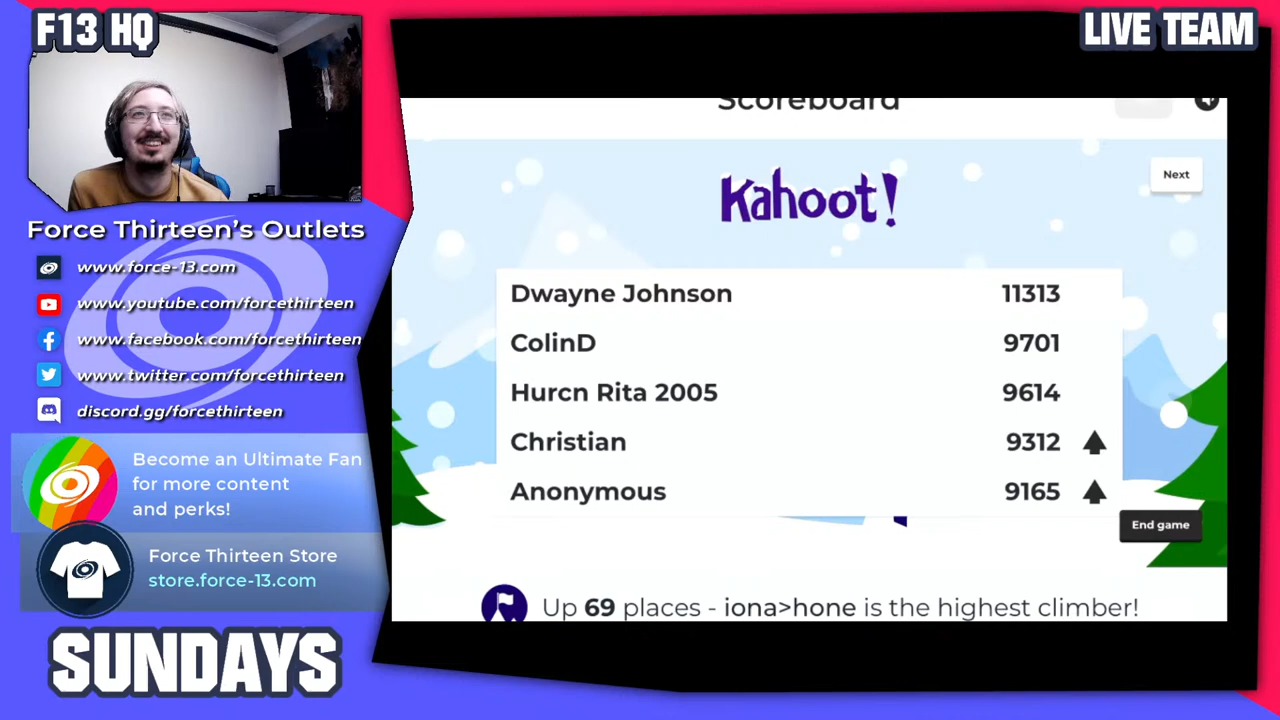 F13 HQ
LIVE TEAM
Scoreboard
Next
Kahoot!
Force Thirteen's Outlets
www.force-13.com
www.youtube.com/forcethirteen
www.facebook.com/forcethirteen
www.twitter.com/forcethirteen
discord.gg/forcethirteen
Become an Ultimate Fan
for more content
and perks!
Force Thirteen Store
store.force-13.com
SUNDAYS
Dwayne Johnson 11313
ColinD 9701
Hurcn Rita 2005 9614
Christian 9312
Anonymous 9165
End game
Up 69 places - iona>hone is the highest climber!